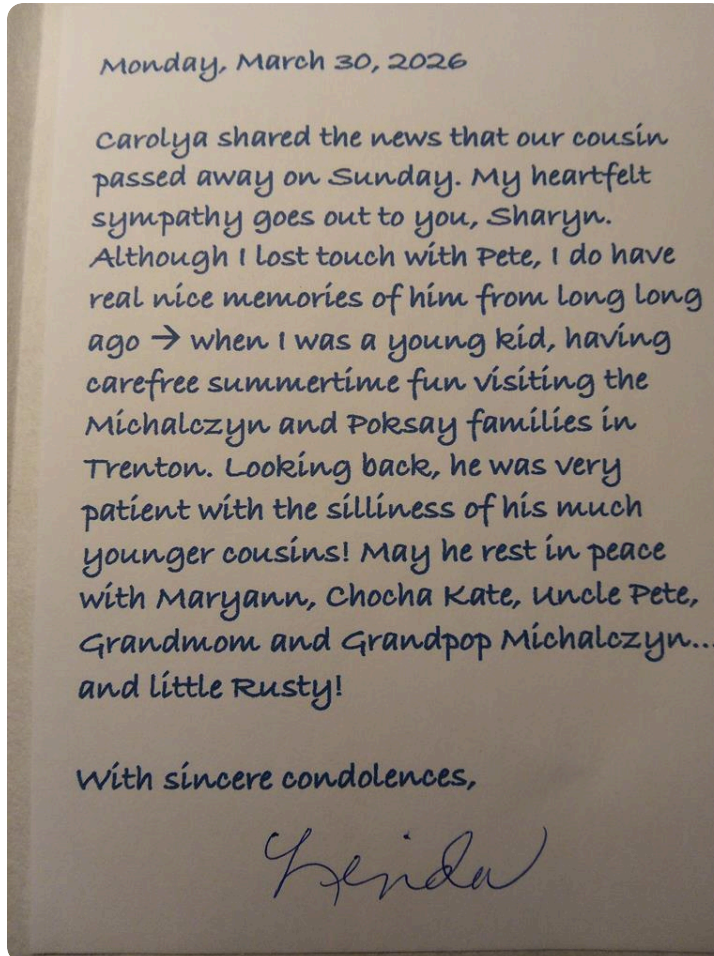 Monday, March 30, 2026
Carolya shared the news that our cousin
passed away on Sunday. My heartfelt
sympathy goes out to you, Sharyn.
Although I lost touch with Pete, I do have
real nice memories of him from long long
ago → when I was a young kid, having
carefree summertime fun visiting the
Michalczyn and Poksay families in
Trenton. Looking back, he was very
patient with the silliness of his much
younger cousins! May he rest in peace
with Maryann, Chocha Kate, Uncle Pete,
Grandmom and Grandpop Michalczyn...
and little Rusty!
With sincere condolences,
Linda